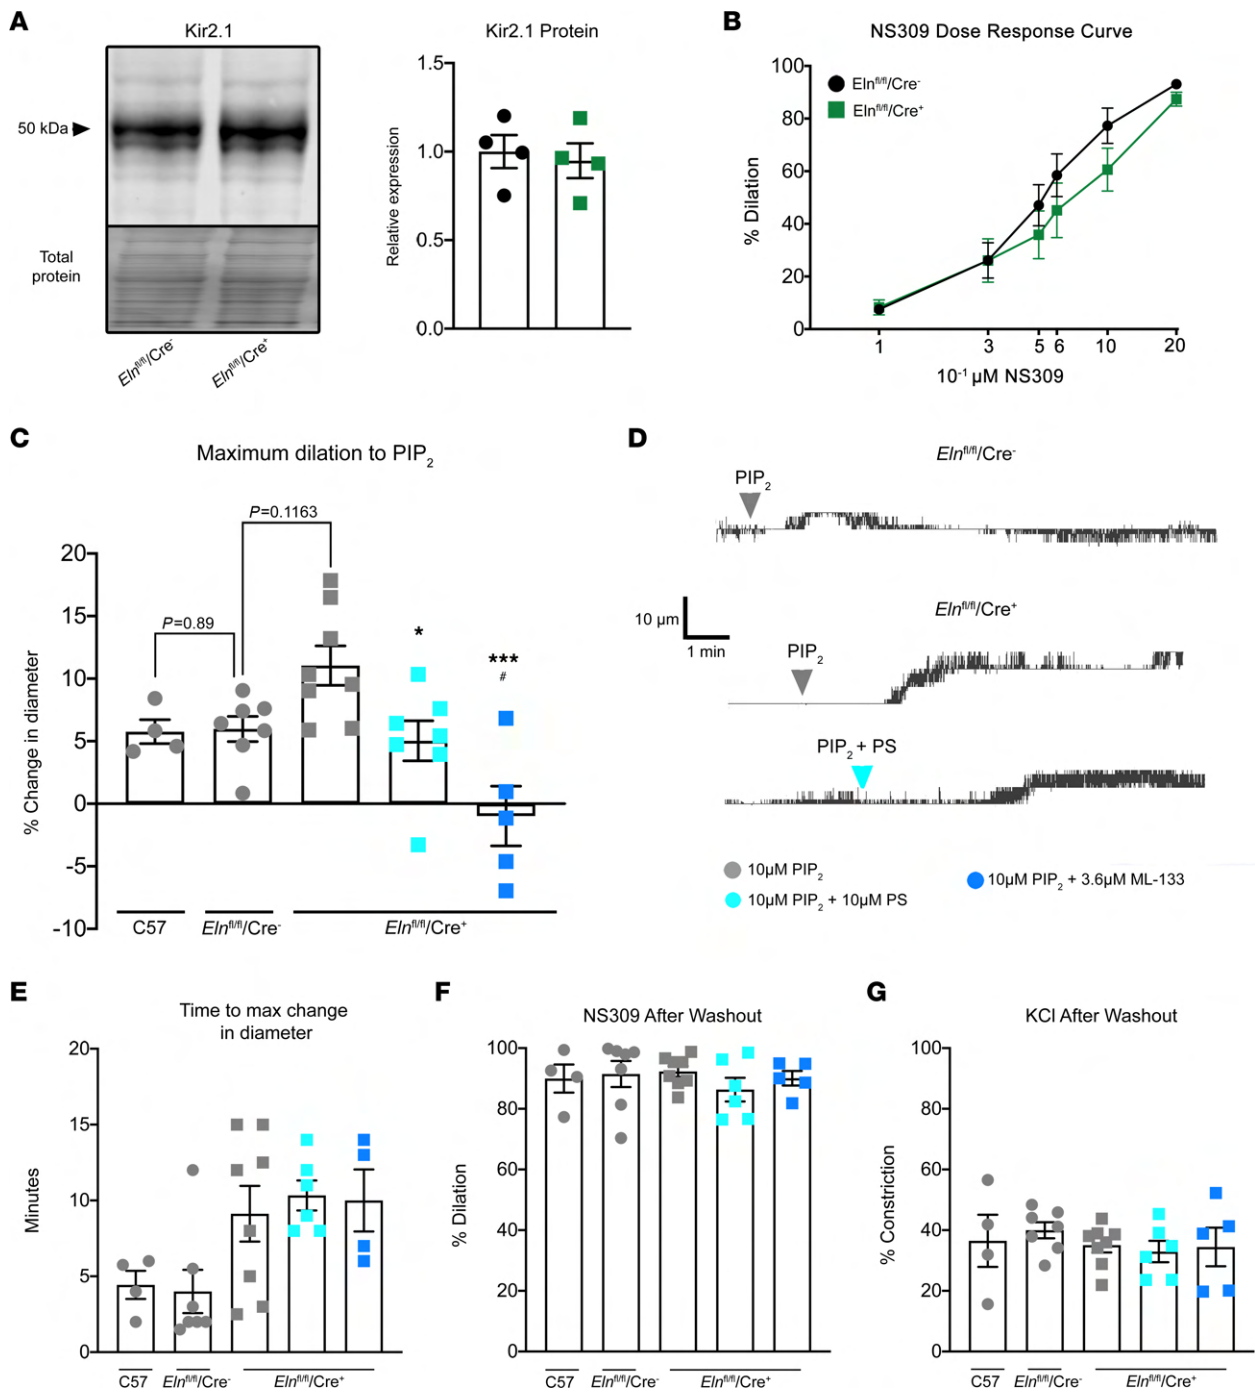 A
Kir2.1
50 kDa
Total
protein
Eln^fl/fl/Cre^-
Eln^fl/fl/Cre^+
Kir2.1 Protein
Relative expression
1.5
1.0
0.5
0.0
B
NS309 Dose Response Curve
% Dilation
100
80
60
40
20
0
Eln^fl/fl/Cre^-
Eln^fl/fl/Cre^+
1 3 5 6 10 20
10^-1 µM NS309
C
Maximum dilation to PIP_2
P=0.1163
P=0.89
*
***
#
% Change in diameter
20
15
10
5
0
-5
-10
C57 Eln^fl/fl/Cre^- Eln^fl/fl/Cre^+
D
Eln^fl/fl/Cre^-
PIP_2
Eln^fl/fl/Cre^+
10 µm
1 min
PIP_2
PIP_2 + PS
10µM PIP_2
10µM PIP_2 + 10µM PS
10µM PIP_2 + 3.6µM ML-133
E
Time to max change
in diameter
Minutes
20
15
10
5
0
C57 Eln^fl/fl/Cre^- Eln^fl/fl/Cre^+
F
NS309 After Washout
% Dilation
100
80
60
40
20
0
C57 Eln^fl/fl/Cre^- Eln^fl/fl/Cre^+
G
KCl After Washout
% Constriction
100
80
60
40
20
0
C57 Eln^fl/fl/Cre^- Eln^fl/fl/Cre^+